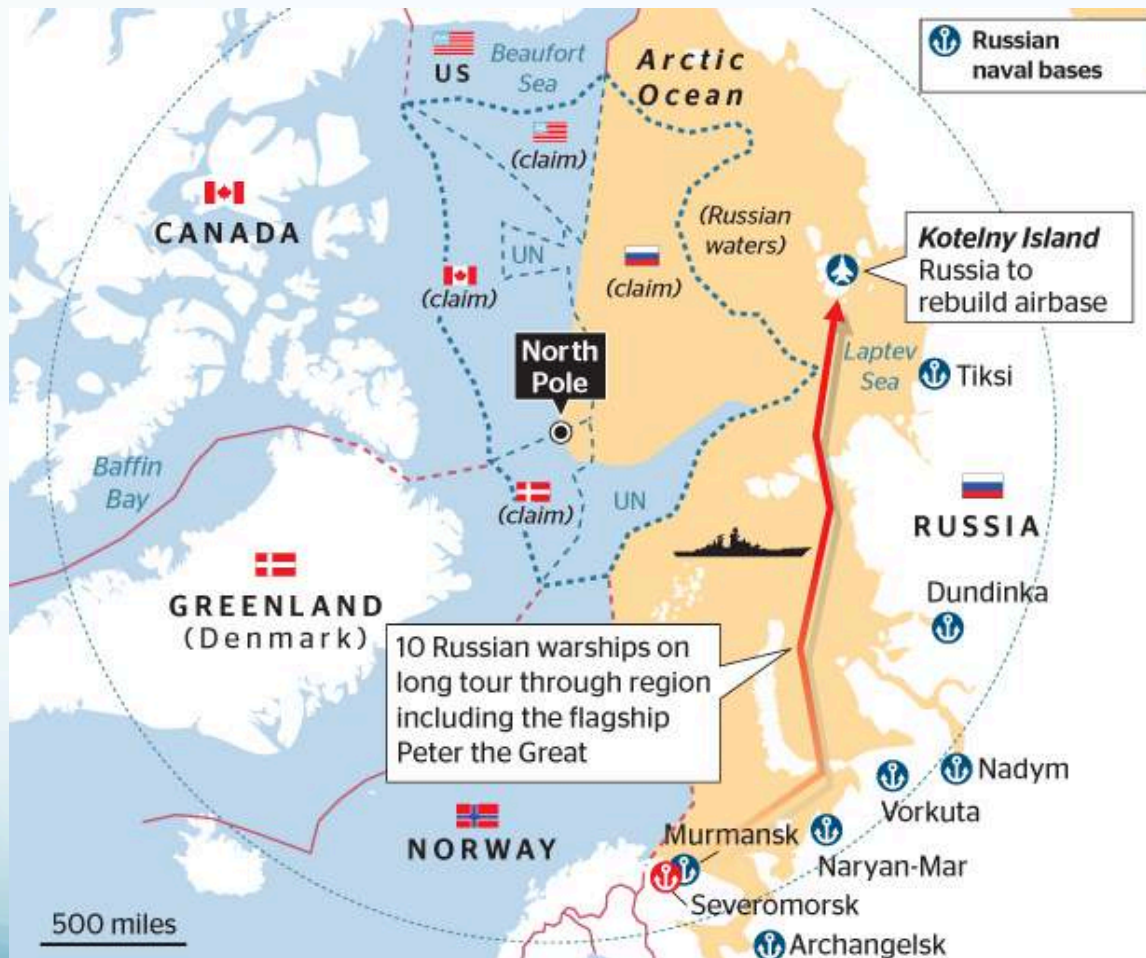 Russian
naval bases
US
Beaufort
Sea
Arctic
Ocean
(claim)
CANADA
UN
(claim)
(Russian
waters)
(claim)
Kotelny Island
Russia to
rebuild airbase
North
Pole
Laptev
Sea
Tiksi
Baffin
Bay
(claim)
UN
RUSSIA
GREENLAND
(Denmark)
Dundinka
10 Russian warships on
long tour through region
including the flagship
Peter the Great
Nadym
Vorkuta
NORWAY
Murmansk
Naryan-Mar
Severomorsk
500 miles
Archangelsk